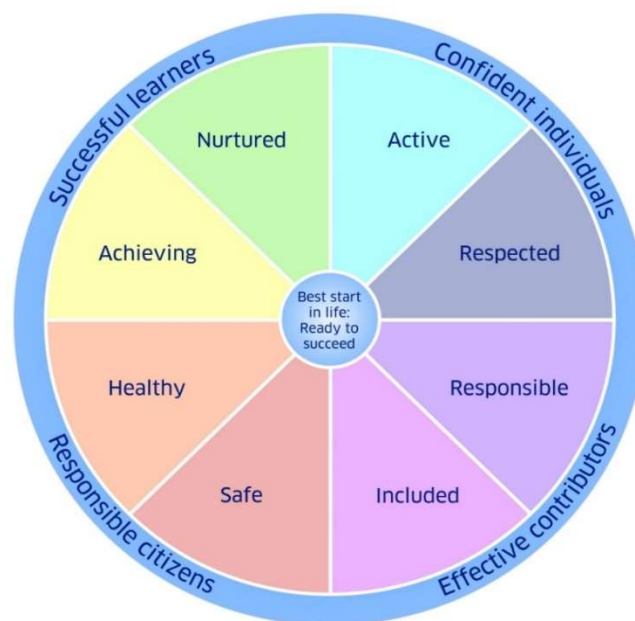 Successful learners
Confident individuals
Nurtured
Active
Achieving
Respected
Best start
in life:
Ready to
succeed
Healthy
Responsible
Safe
Included
Responsible citizens
Effective contributors